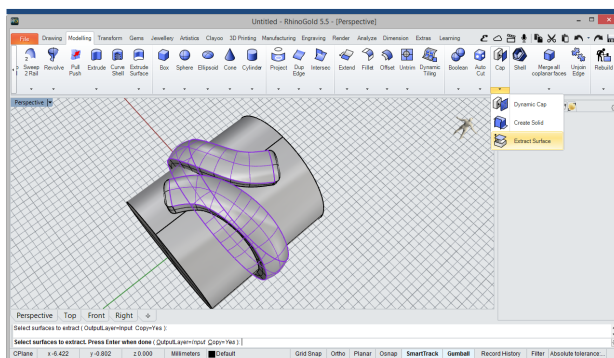 Untitled - RhinoGold 5.5 - [Perspective]
File Drawing Modelling Transform Gems Jewellery Artistics Clayoo 3D Printing Manufacturing Engraving Render Analyze Dimension Extras Learning
Sweep 2 Rail
Revolve
Pull Push
Extrude
Curve Shell
Extrude Surface
Box
Sphere
Ellipsoid
Cone
Cylinder
Project
Dup Edge
Intersec
Extend
Fillet
Offset
Untrim
Dynamic Tiling
Boolean
Auto Cut
Cap
Shell
Merge all coplanar faces
Unjoin Edge
Rebuild
Perspective
Dynamic Cap
Create Solid
Extract Surface
Perspective Top Front Right
Select surfaces to extract ( OutputLayer=Input Copy=Yes ):
Select surfaces to extract. Press Enter when done ( OutputLayer=Input Copy=Yes ):
CPlane x -6.422 y -0.802 z 0.000 Millimeters Default Grid Snap Ortho Planar Osnap SmartTrack Gumball Record History Filter Absolute tolerance...